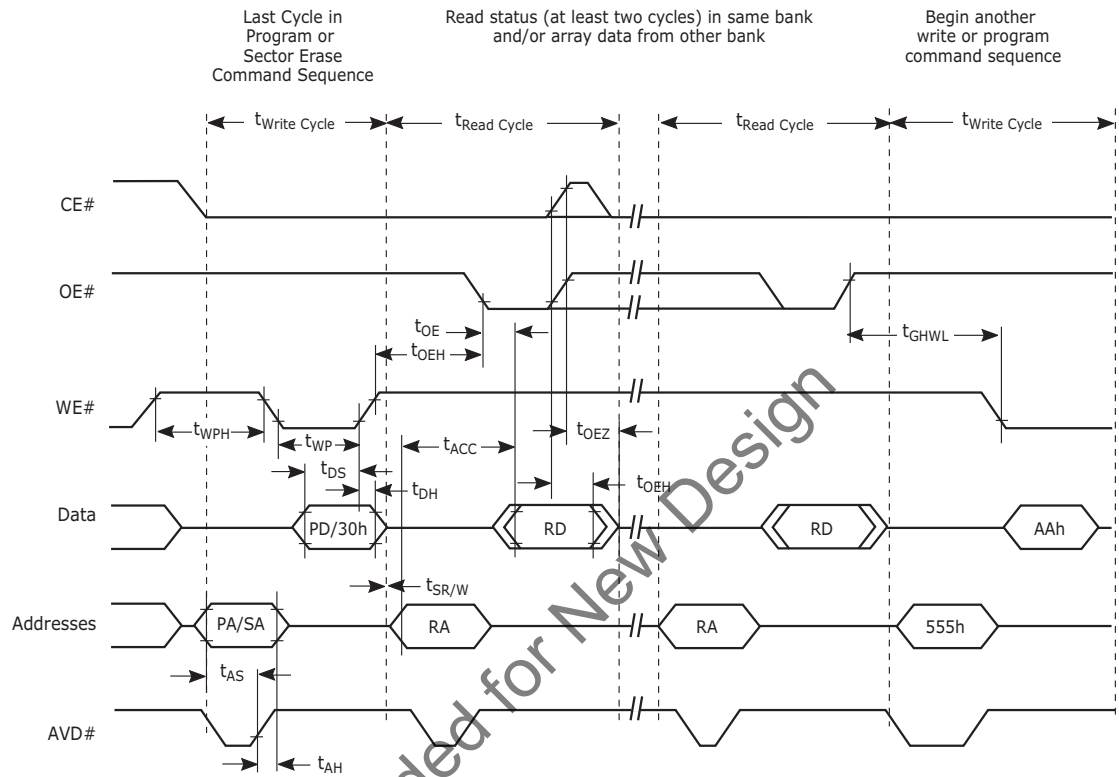 Last Cycle in
Program or
Sector Erase
Command Sequence
Read status (at least two cycles) in same bank
and/or array data from other bank
Begin another
write or program
command sequence
tWrite Cycle
tRead Cycle
tRead Cycle
tWrite Cycle
CE#
OE#
tOE
tOEH
tGHWL
WE#
tWPH
tWP
tACC
tOEZ
tDS
tDH
tOEH
Data
PD/30h
RD
RD
AAh
tSR/W
Addresses
PA/SA
RA
RA
555h
tAS
AVD#
tAH
ded for New Design